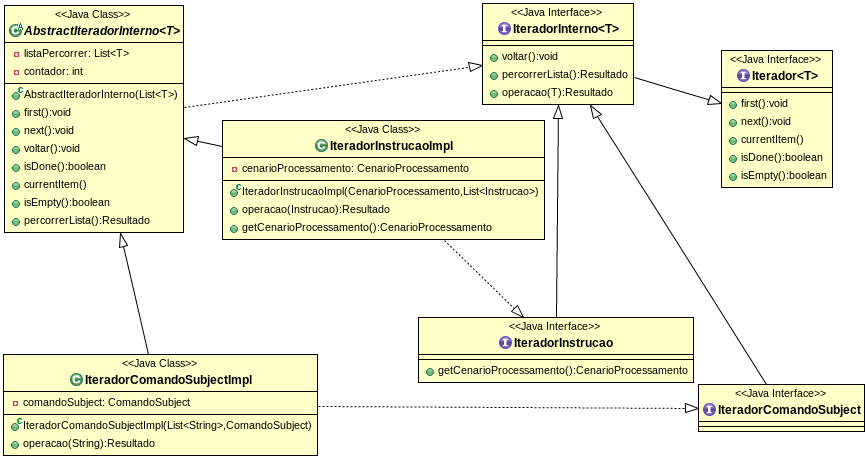 <<Java Class>>
AbstractIteradorInterno<T>
listaPercorrer: List<T>
contador: int
AbstractIteradorInterno(List<T>)
first():void
next():void
voltar():void
isDone():boolean
currentItem()
isEmpty():boolean
percorrerLista():Resultado
<<Java Interface>>
IteradorInterno<T>
voltar():void
percorrerLista():Resultado
operacao(T):Resultado
<<Java Interface>>
Iterador<T>
first():void
next():void
currentItem()
isDone():boolean
isEmpty():boolean
<<Java Class>>
IteradorInstrucaoImpl
cenarioProcessamento: CenarioProcessamento
IteradorInstrucaoImpl(CenarioProcessamento,List<Instrucao>)
operacao(Instrucao):Resultado
getCenarioProcessamento():CenarioProcessamento
<<Java Interface>>
IteradorInstrucao
getCenarioProcessamento():CenarioProcessamento
<<Java Class>>
IteradorComandoSubjectImpl
comandoSubject: ComandoSubject
IteradorComandoSubjectImpl(List<String>,ComandoSubject)
operacao(String):Resultado
<<Java Interface>>
IteradorComandoSubject